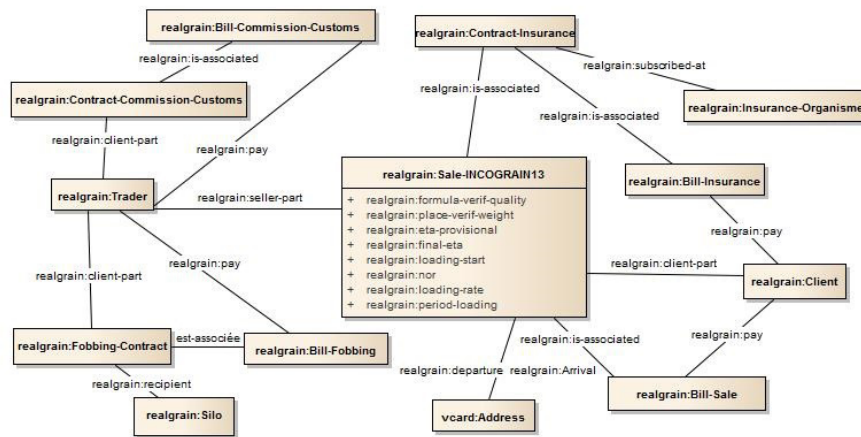 realgrain:Bill-Commission-Customs
realgrain:Contract-Insurance
realgrain:is-associated
realgrain:subscribed-at
realgrain:Contract-Commission-Customs
realgrain:is-associated
realgrain:Insurance-Organisme
realgrain:is-associated
realgrain:client-part
realgrain:pay
realgrain:Sale-INCOGRAIN13
realgrain:Bill-Insurance
realgrain:Trader
realgrain:seller-part
+ realgrain:formula-verif-quality
+ realgrain:place-verif-weight
+ realgrain:eta-provisional
+ realgrain:final-eta
+ realgrain:loading-start
+ realgrain:nor
+ realgrain:loading-rate
+ realgrain:period-loading
realgrain:pay
realgrain:client-part
realgrain:pay
realgrain:client-part
realgrain:Client
realgrain:Fobbing-Contract
est-associée
realgrain:Bill-Fobbing
realgrain:is-associated
realgrain:pay
realgrain:departure
realgrain:Arrival
realgrain:recipient
realgrain:Silo
vcard:Address
realgrain:Bill-Sale